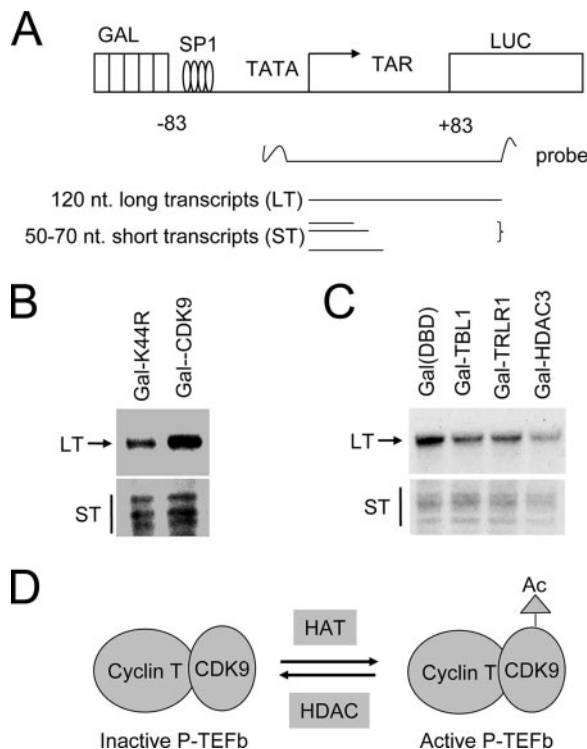 A
GAL
SP1
TATA
TAR
LUC
-83
+83
probe
120 nt. long transcripts (LT)
50-70 nt. short transcripts (ST)
B
Gal-K44R
Gal--CDK9
LT
ST
C
Gal(DBD)
Gal-TBL1
Gal-TRLR1
Gal-HDAC3
LT
ST
D
Cyclin T
CDK9
Inactive P-TEFb
HAT
HDAC
Ac
Cyclin T
CDK9
Active P-TEFb